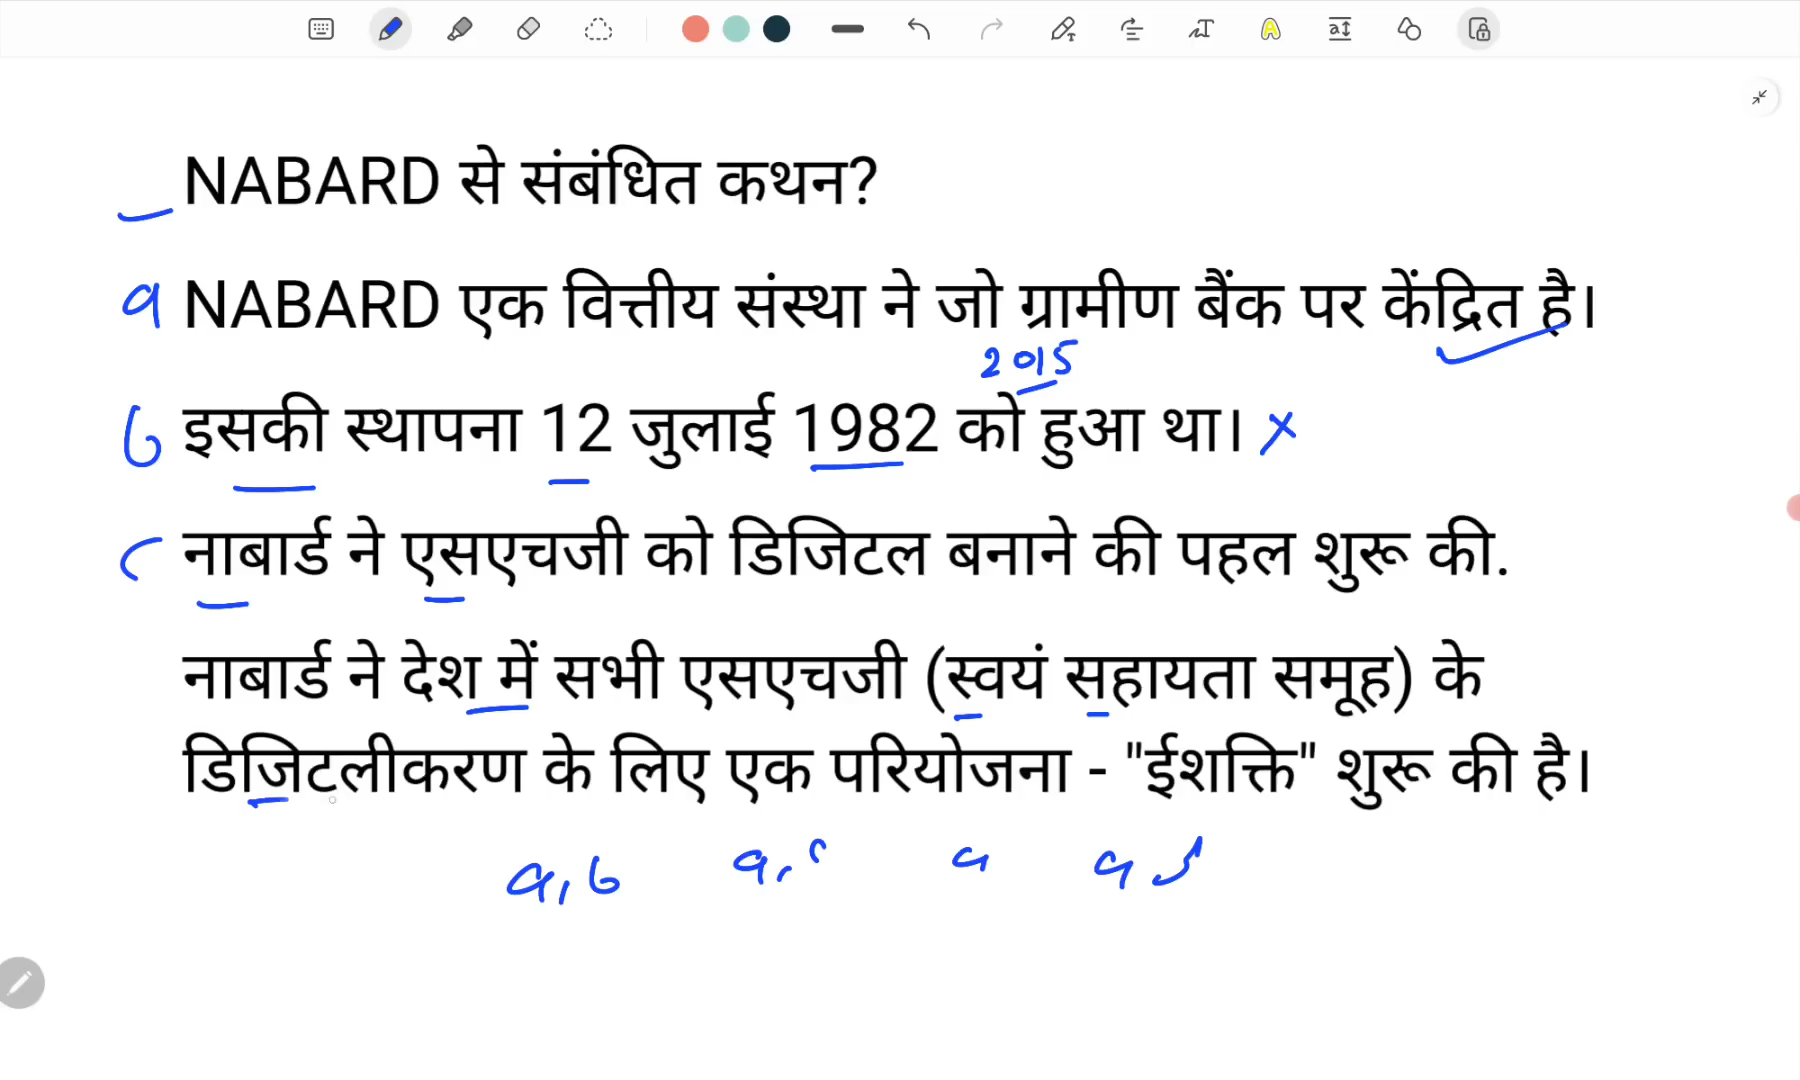 NABARD से संबंधित कथन?
a NABARD एक वित्तीय संस्था ने जो ग्रामीण बैंक पर केंद्रित है।
2015
b इसकी स्थापना 12 जुलाई 1982 को हुआ था। x
c नाबार्ड ने एसएचजी को डिजिटल बनाने की पहल शुरू की.
नाबार्ड ने देश में सभी एसएचजी (स्वयं सहायता समूह) के
डिजिटलीकरण के लिए एक परियोजना - "ईशक्ति" शुरू की है।
a, b a, c a a